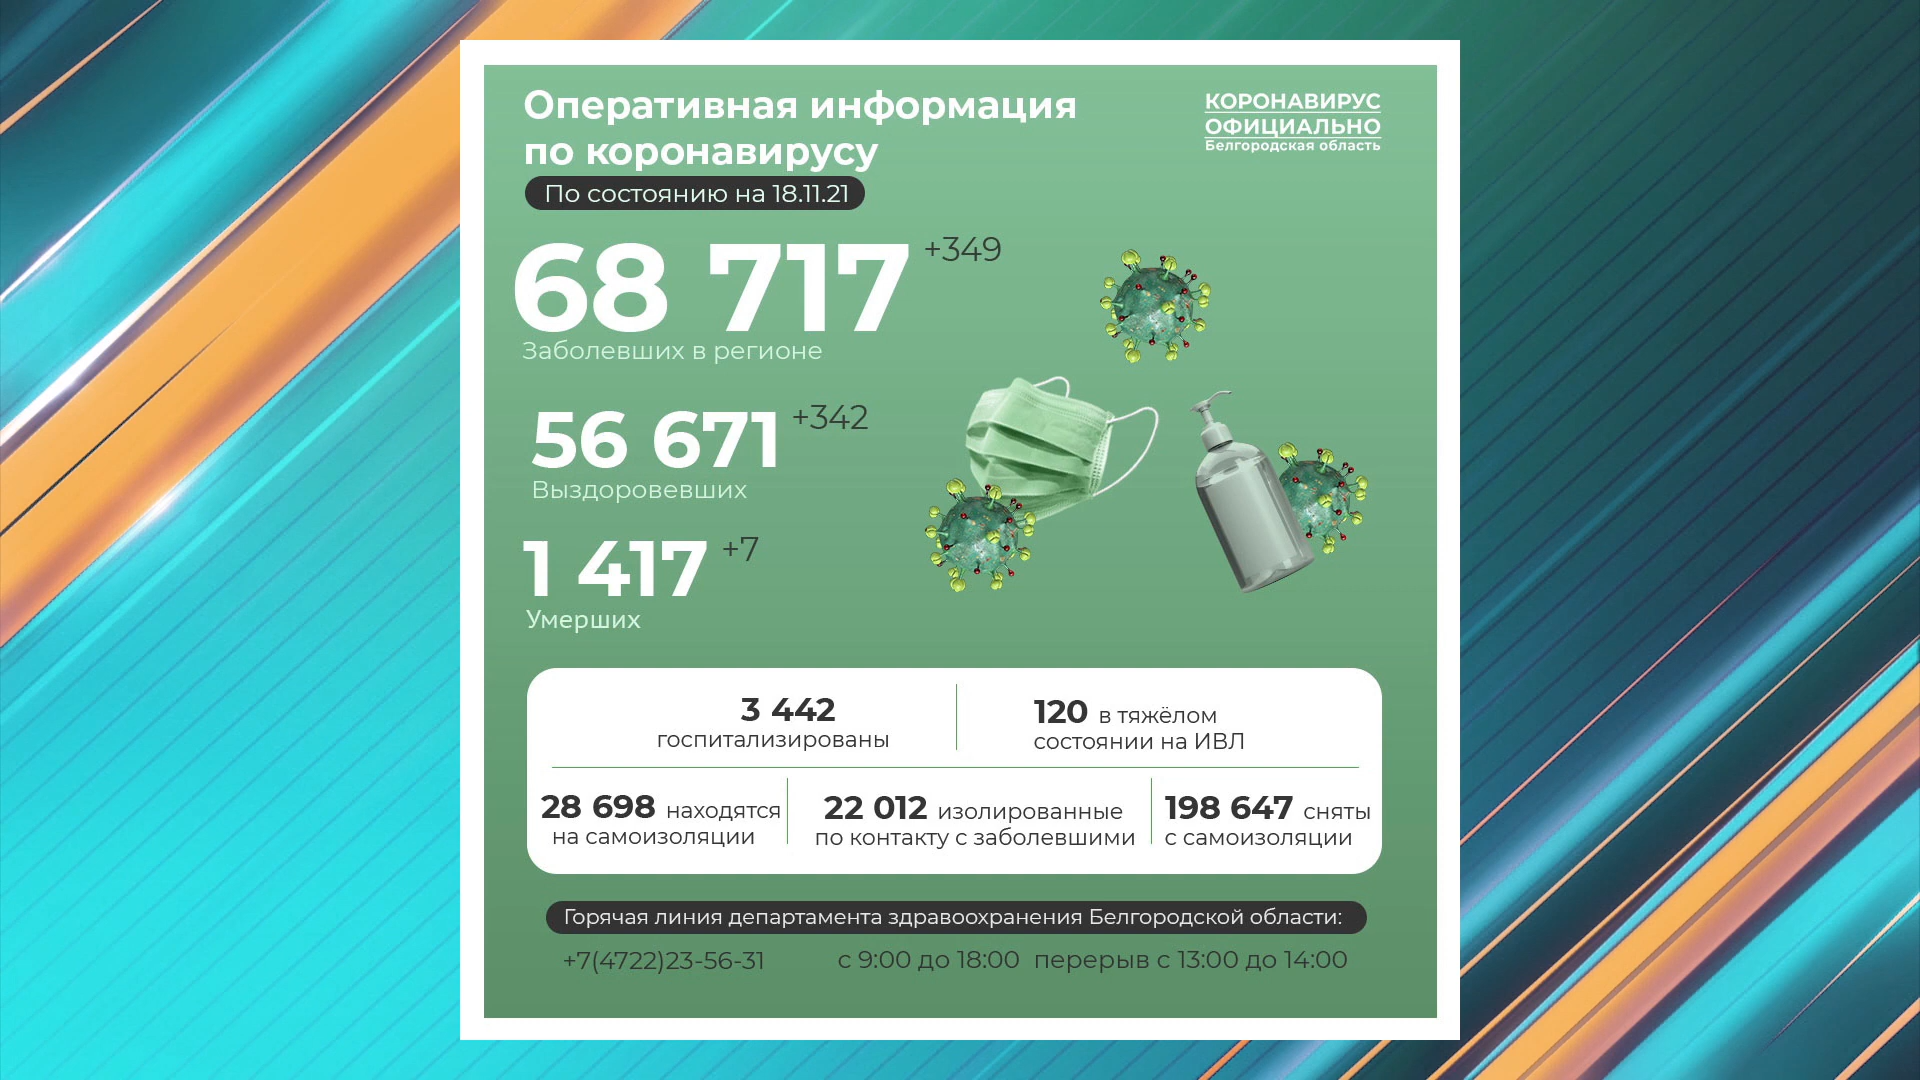 Оперативная информация
по коронавирусу
КОРОНАВИРУС
ОФИЦИАЛЬНО
Белгородская область
По состоянию на 18.11.21
68 717 +349
Заболевших в регионе
56 671 +342
Выздоровевших
1 417 +7
Умерших
3 442
госпитализированы
120 в тяжёлом
состоянии на ИВЛ
28 698 находятся
на самоизоляции
22 012 изолированные
по контакту с заболевшими
198 647 сняты
с самоизоляции
Горячая линия департамента здравоохранения Белгородской области:
+7(4722)23-56-31 с 9:00 до 18:00 перерыв с 13:00 до 14:00